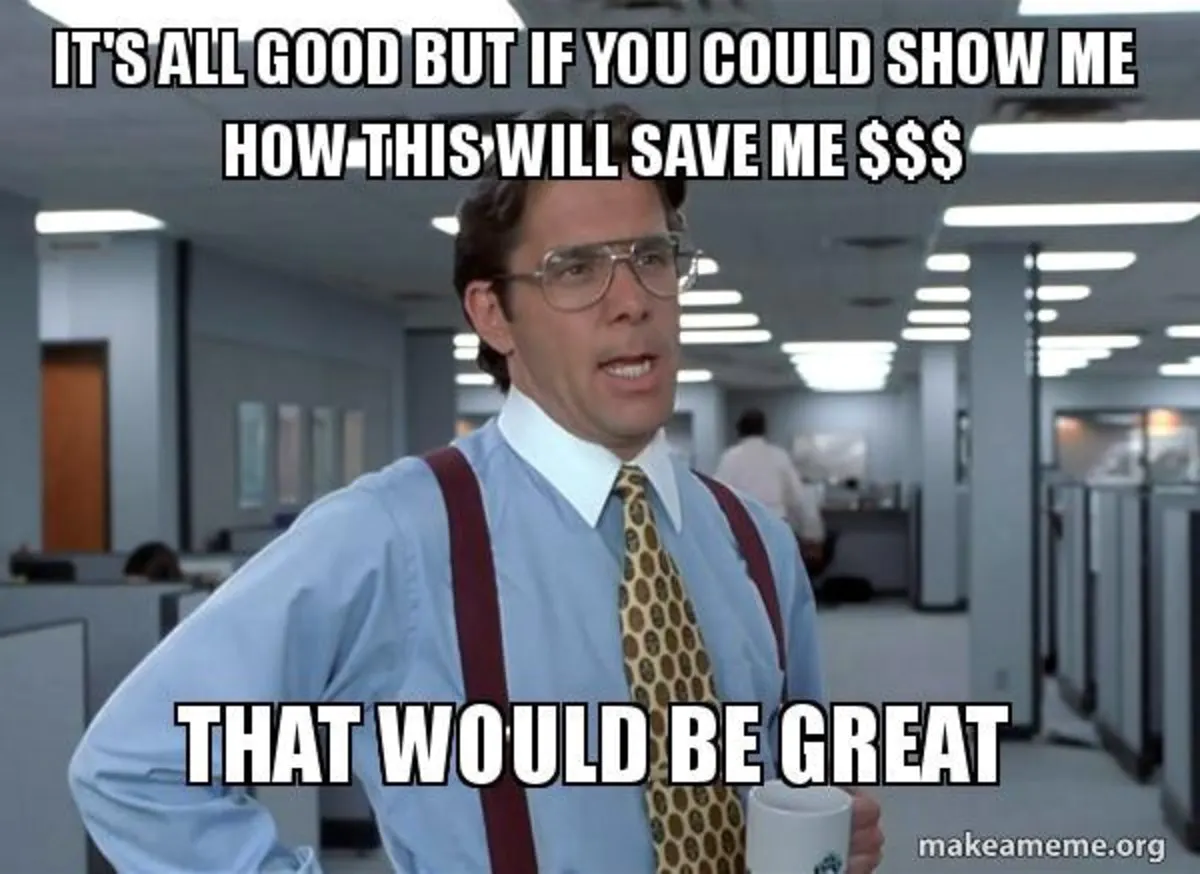 IT'S ALL GOOD BUT IF YOU COULD SHOW ME
HOW THIS WILL SAVE ME $$$
THAT WOULD BE GREAT
makeameme.org